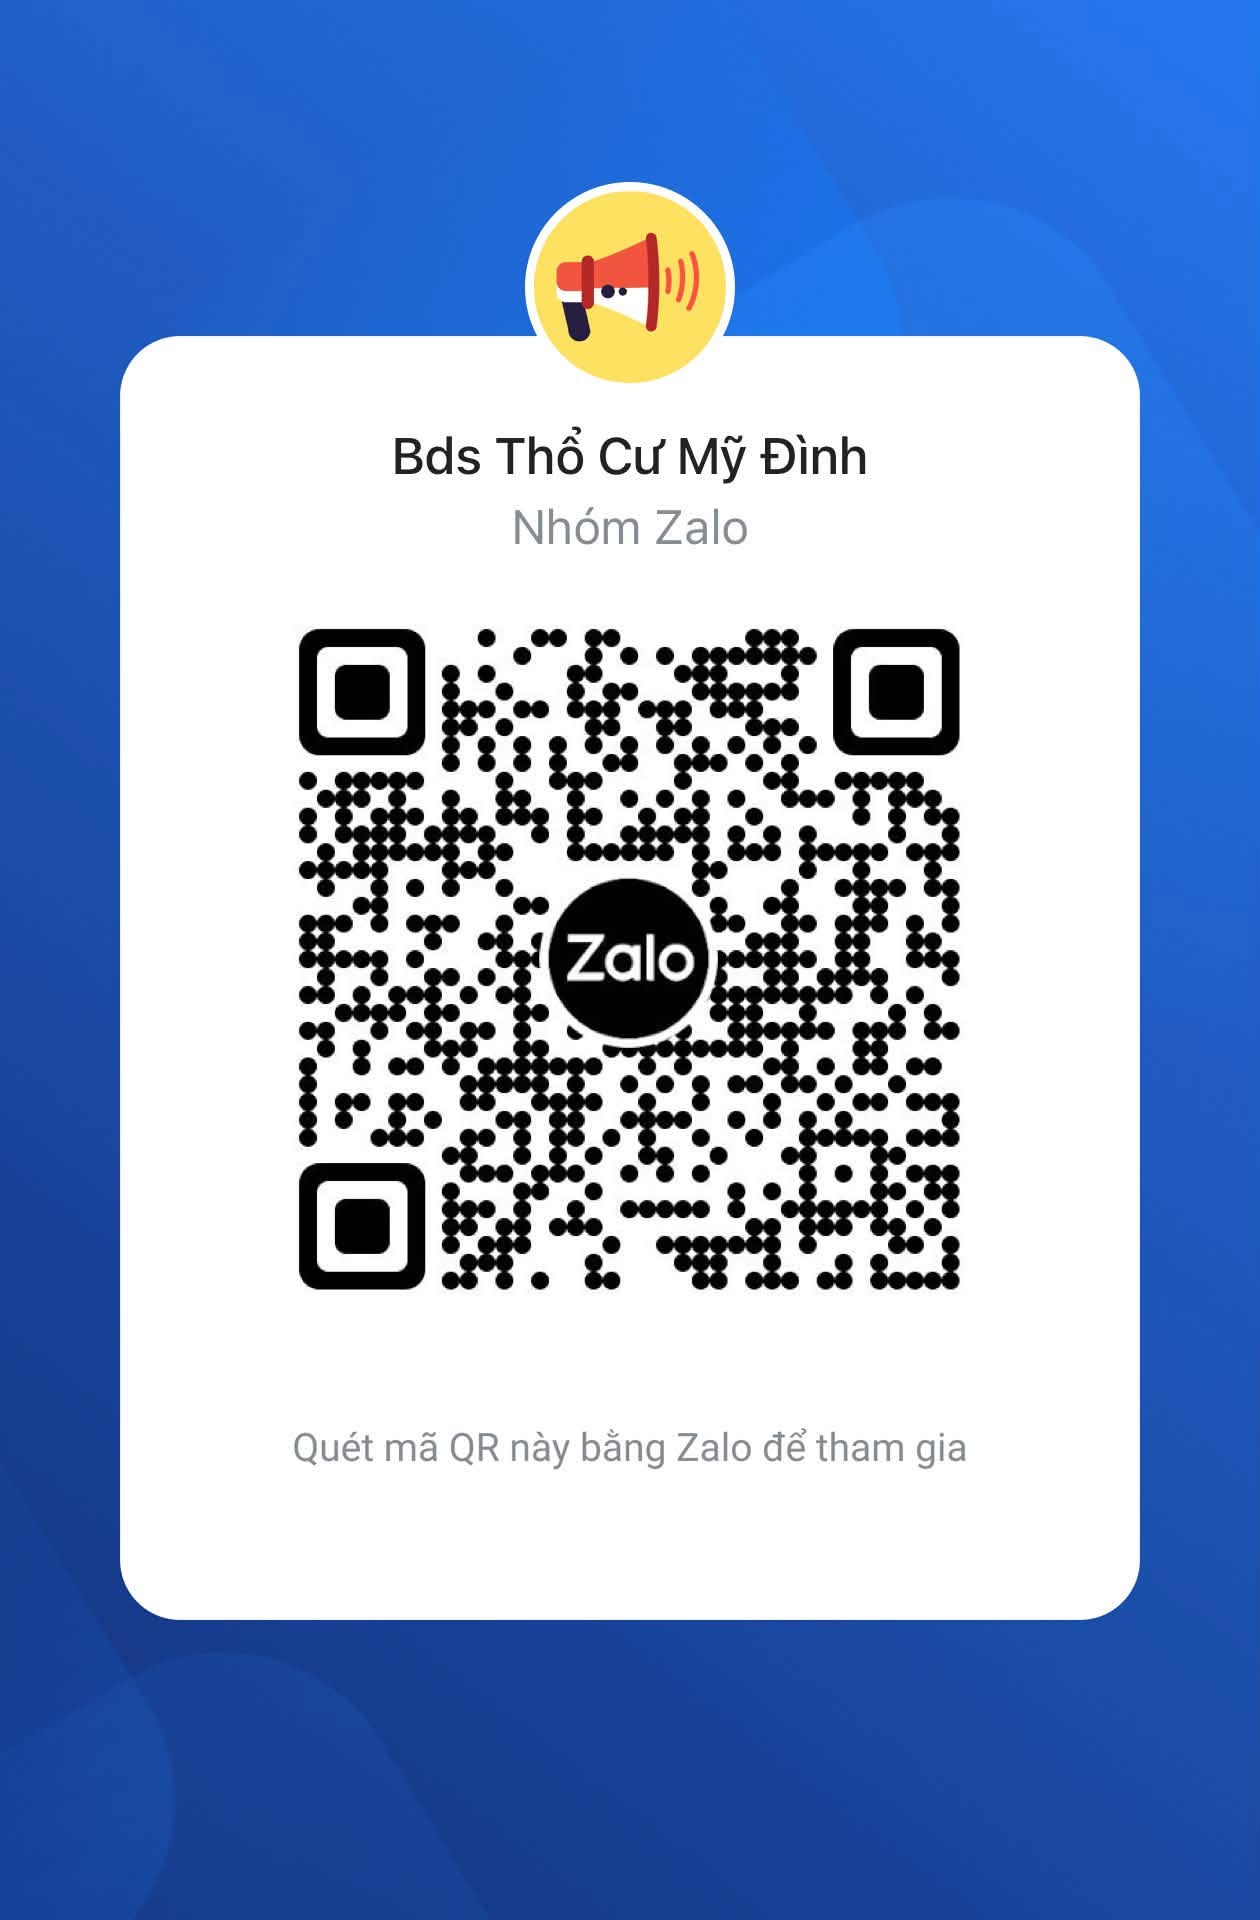 Bds Thổ Cư Mỹ Đình
Nhóm Zalo
Zalo
Quét mã QR này bằng Zalo để tham gia